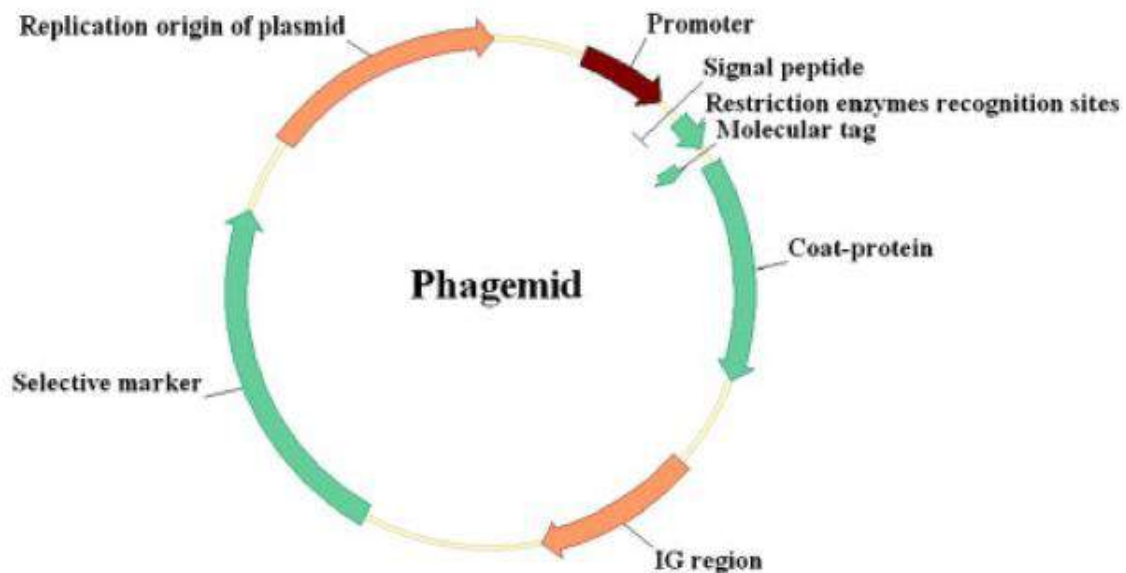 Replication origin of plasmid
Promoter
Signal peptide
Restriction enzymes recognition sites
Molecular tag
Coat-protein
Phagemid
Selective marker
IG region